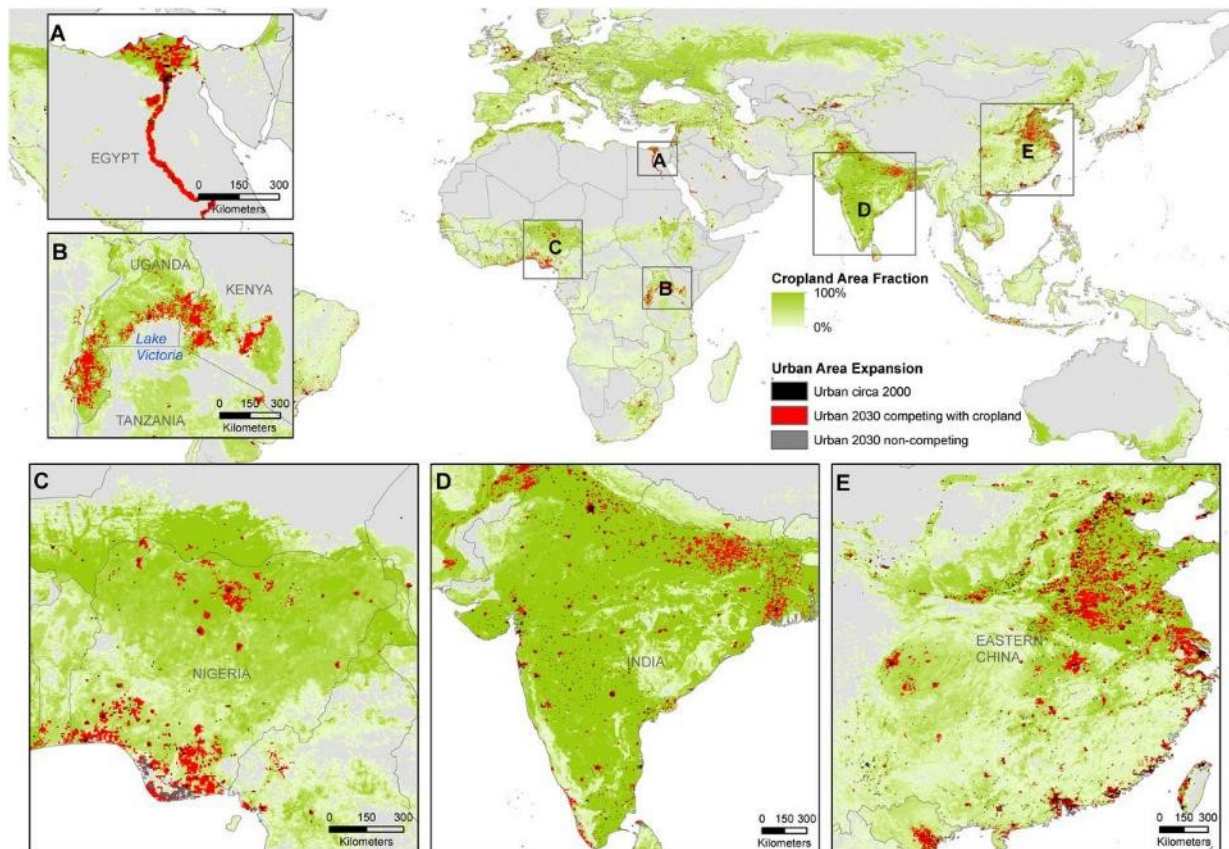 A
EGYPT
0 150 300
Kilometers
B
UGANDA
KENYA
Lake
Victoria
TANZANIA
0 150 300
Kilometers
A
B
C
D
E
Cropland Area Fraction
100%
0%
Urban Area Expansion
Urban circa 2000
Urban 2030 competing with cropland
Urban 2030 non-competing
C
NIGERIA
0 150 300
Kilometers
D
INDIA
0 150 300
Kilometers
E
EASTERN
CHINA
0 150 300
Kilometers